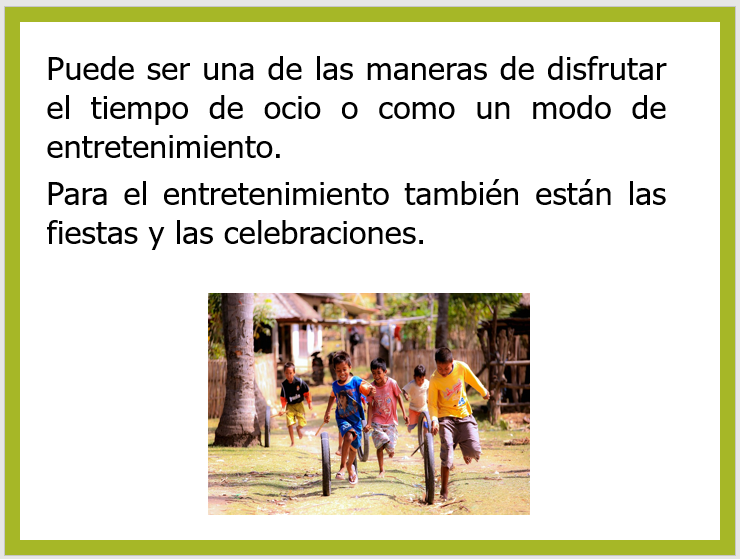 Puede ser una de las maneras de disfrutar
el tiempo de ocio o como un modo de
entretenimiento.
Para el entretenimiento también están las
fiestas y las celebraciones.